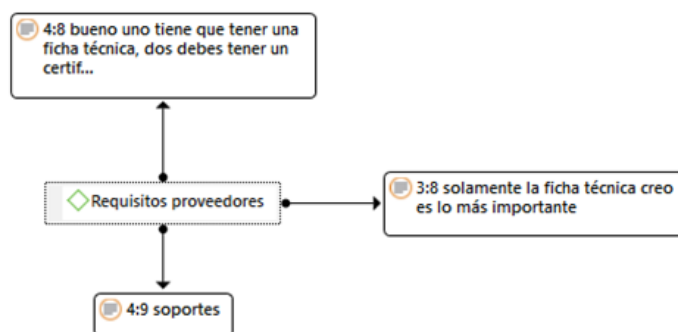 4:8 bueno uno tiene que tener una
ficha técnica, dos debes tener un
certif...
Requisitos proveedores
3:8 solamente la ficha técnica creo
es lo más importante
4:9 soportes